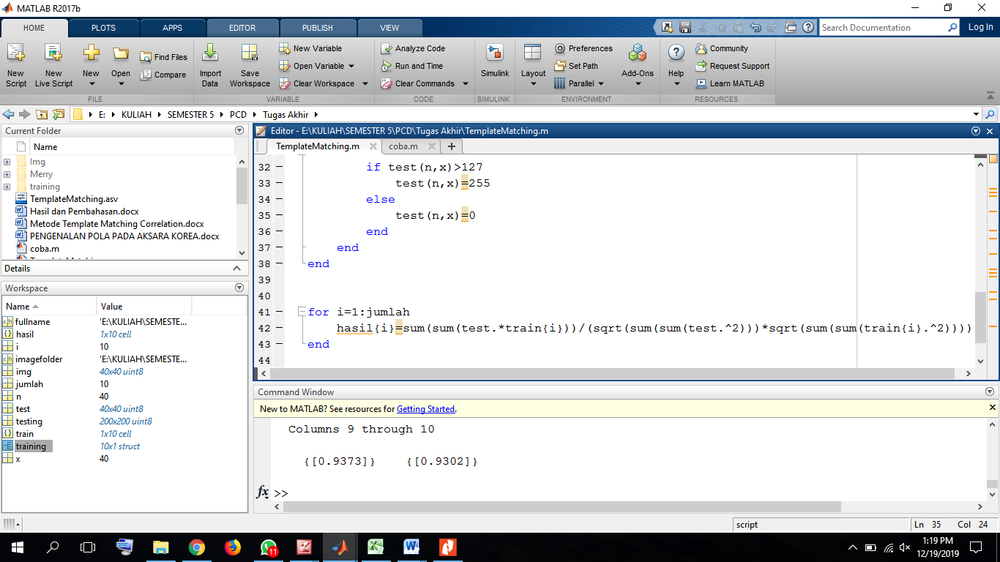 MATLAB R2017b
HOME PLOTS APPS EDITOR PUBLISH VIEW
Search Documentation
Log In
New Script
New Live Script
New
Open
Find Files
Compare
FILE
Import Data
Save Workspace
New Variable
Open Variable
Clear Workspace
VARIABLE
Analyze Code
Run and Time
Clear Commands
CODE
Simulink
SIMULINK
Layout
Preferences
Set Path
Parallel
Add-Ons
ENVIRONMENT
Help
Community
Request Support
Learn MATLAB
RESOURCES
E: KULIAH SEMESTER 5 PCD Tugas Akhir
Current Folder
Name
Img
Merry
training
TemplateMatching.asv
Hasil dan Pembahasan.docx
Metode Template Matching Correlation.docx
PENGENALAN POLA PADA AKSARA KOREA.docx
coba.m
Details
Workspace
Name Value
fullname 'E:\KULIAH\SEMESTE...
hasil 1x10 cell
i 10
imagefolder 'E:\KULIAH\SEMESTE...
img 40x40 uint8
jumlah 10
n 40
test 40x40 uint8
testing 200x200 uint8
train 1x10 cell
training 10x1 struct
x 40
Editor - E:\KULIAH\SEMESTER 5\PCD\Tugas Akhir\TemplateMatching.m
TemplateMatching.m coba.m
32 if test(n,x)>127
33 test(n,x)=255
34 else
35 test(n,x)=0
36 end
37 end
38 end
39
40
41 for i=1:jumlah
42 hasil{i}=sum(sum(test.*train{i}))/(sqrt(sum(sum(test.^2)))*sqrt(sum(sum(train{i}.^2))))
43 end
44
Command Window
New to MATLAB? See resources for Getting Started.
Columns 9 through 10
{[0.9373]} {[0.9302]}
fx >>
script
Ln 35 Col 24
11
1:19 PM
12/19/2019